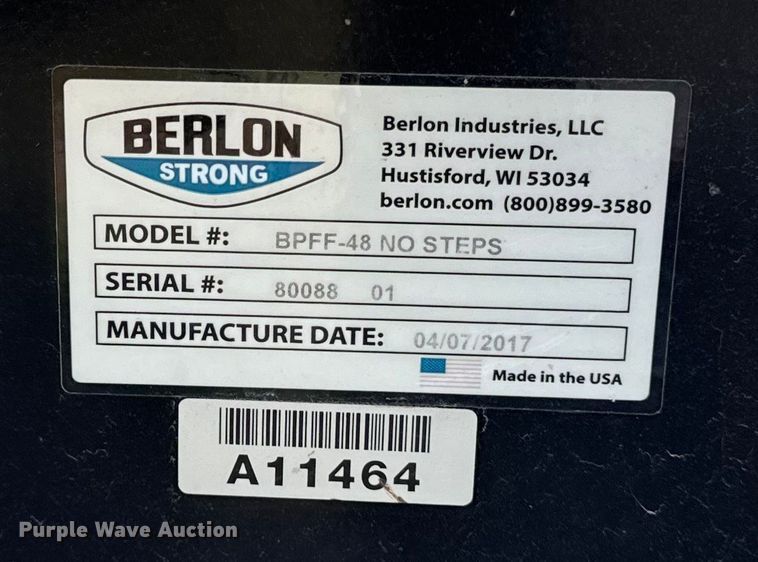 BERLON
STRONG
Berlon Industries, LLC
331 Riverview Dr.
Hustisford, WI 53034
berlon.com (800)899-3580
MODEL #: BPFF-48 NO STEPS
SERIAL #: 80088 01
MANUFACTURE DATE: 04/07/2017
Made in the USA
A11464
Purple Wave Auction